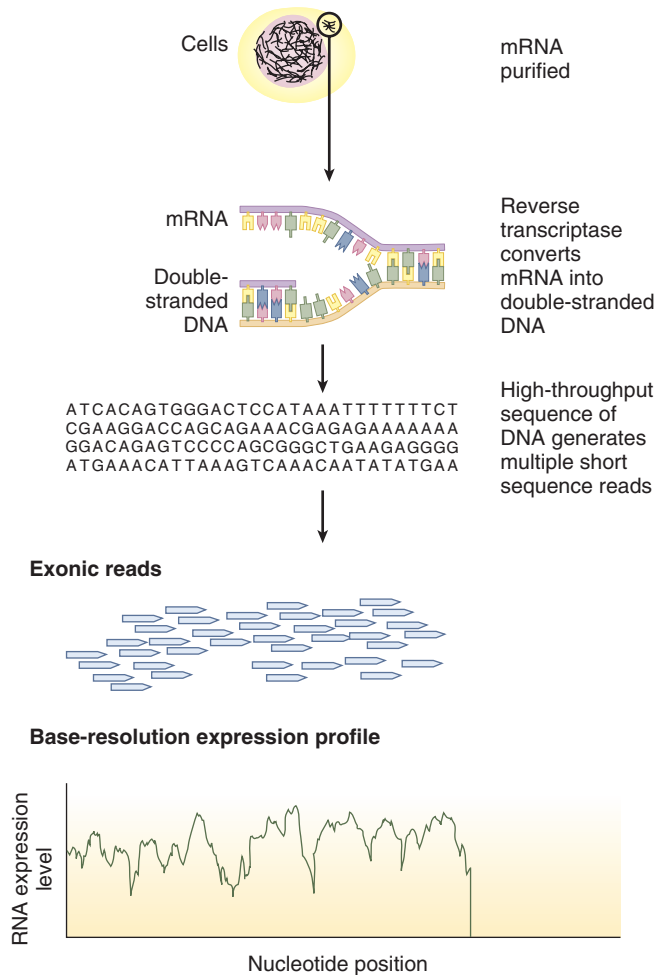 Cells
mRNA
purified
mRNA
Double-
stranded
DNA
Reverse
transcriptase
converts
mRNA into
double-stranded
DNA
ATCACAGTGGGACTCCATAAATTTTTTTCT
CGAAGGACCAGCAGAAACGAGAGAAAAAAA
GGACAGAGTCCCCAGCGGGCTGAAGAGGGG
ATGAAACATTAAAGTCAAACAATATATGAA
High-throughput
sequence of
DNA generates
multiple short
sequence reads
Exonic reads
Base-resolution expression profile
RNA expression
level
Nucleotide position